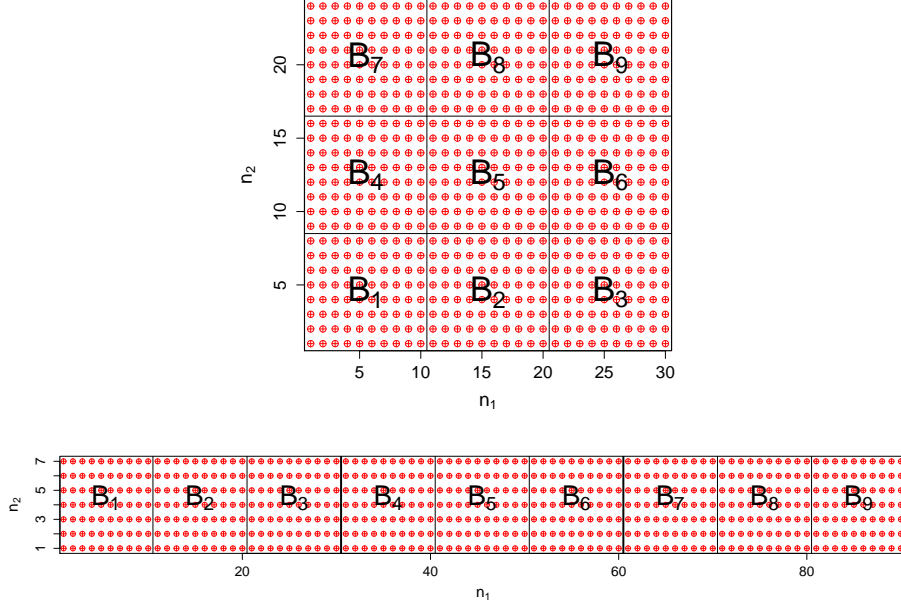 20
B₇ B₈ B₉
15
n₂
B₄ B₅ B₆
10
5
B₁ B₂ B₃
5 10 15 20 25 30
n₁
7
5
3
1
n₂
B₁ B₂ B₃ B₄ B₅ B₆ B₇ B₈ B₉
20 40 60 80
n₁